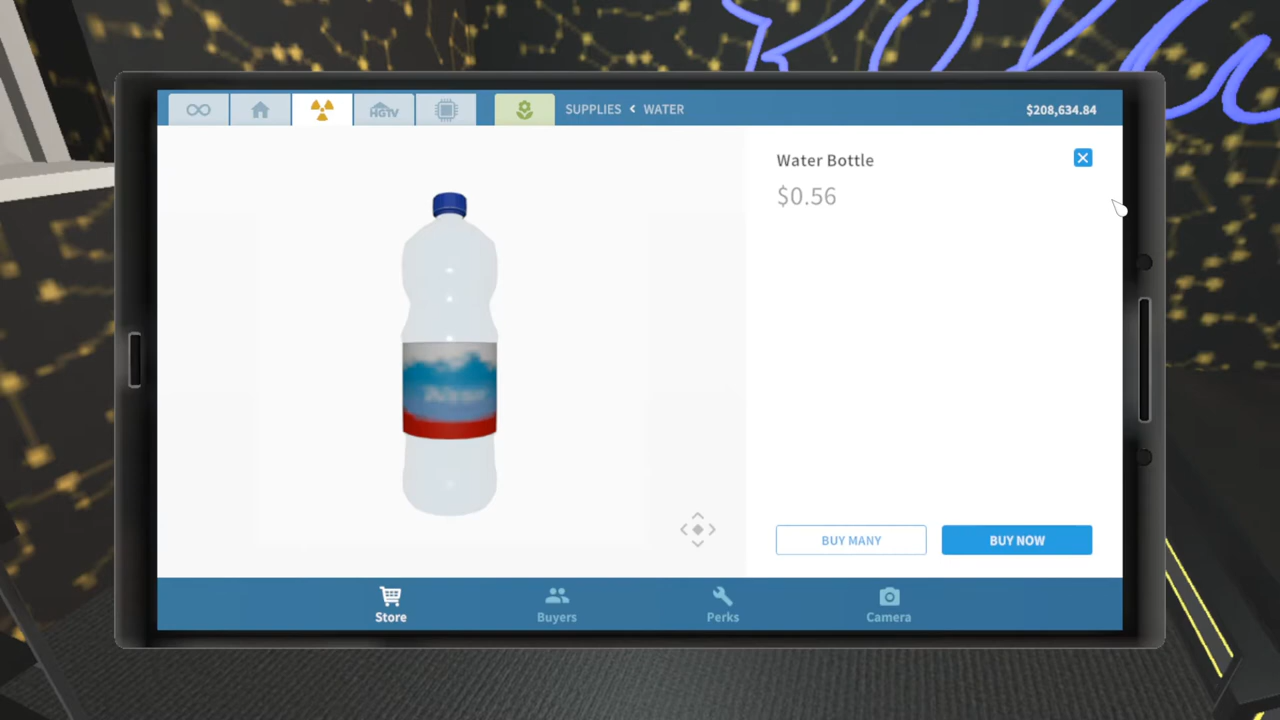 HGTV
SUPPLIES < WATER
$208,634.84
Water Bottle
$0.56
BUY MANY
BUY NOW
Store
Buyers
Perks
Camera